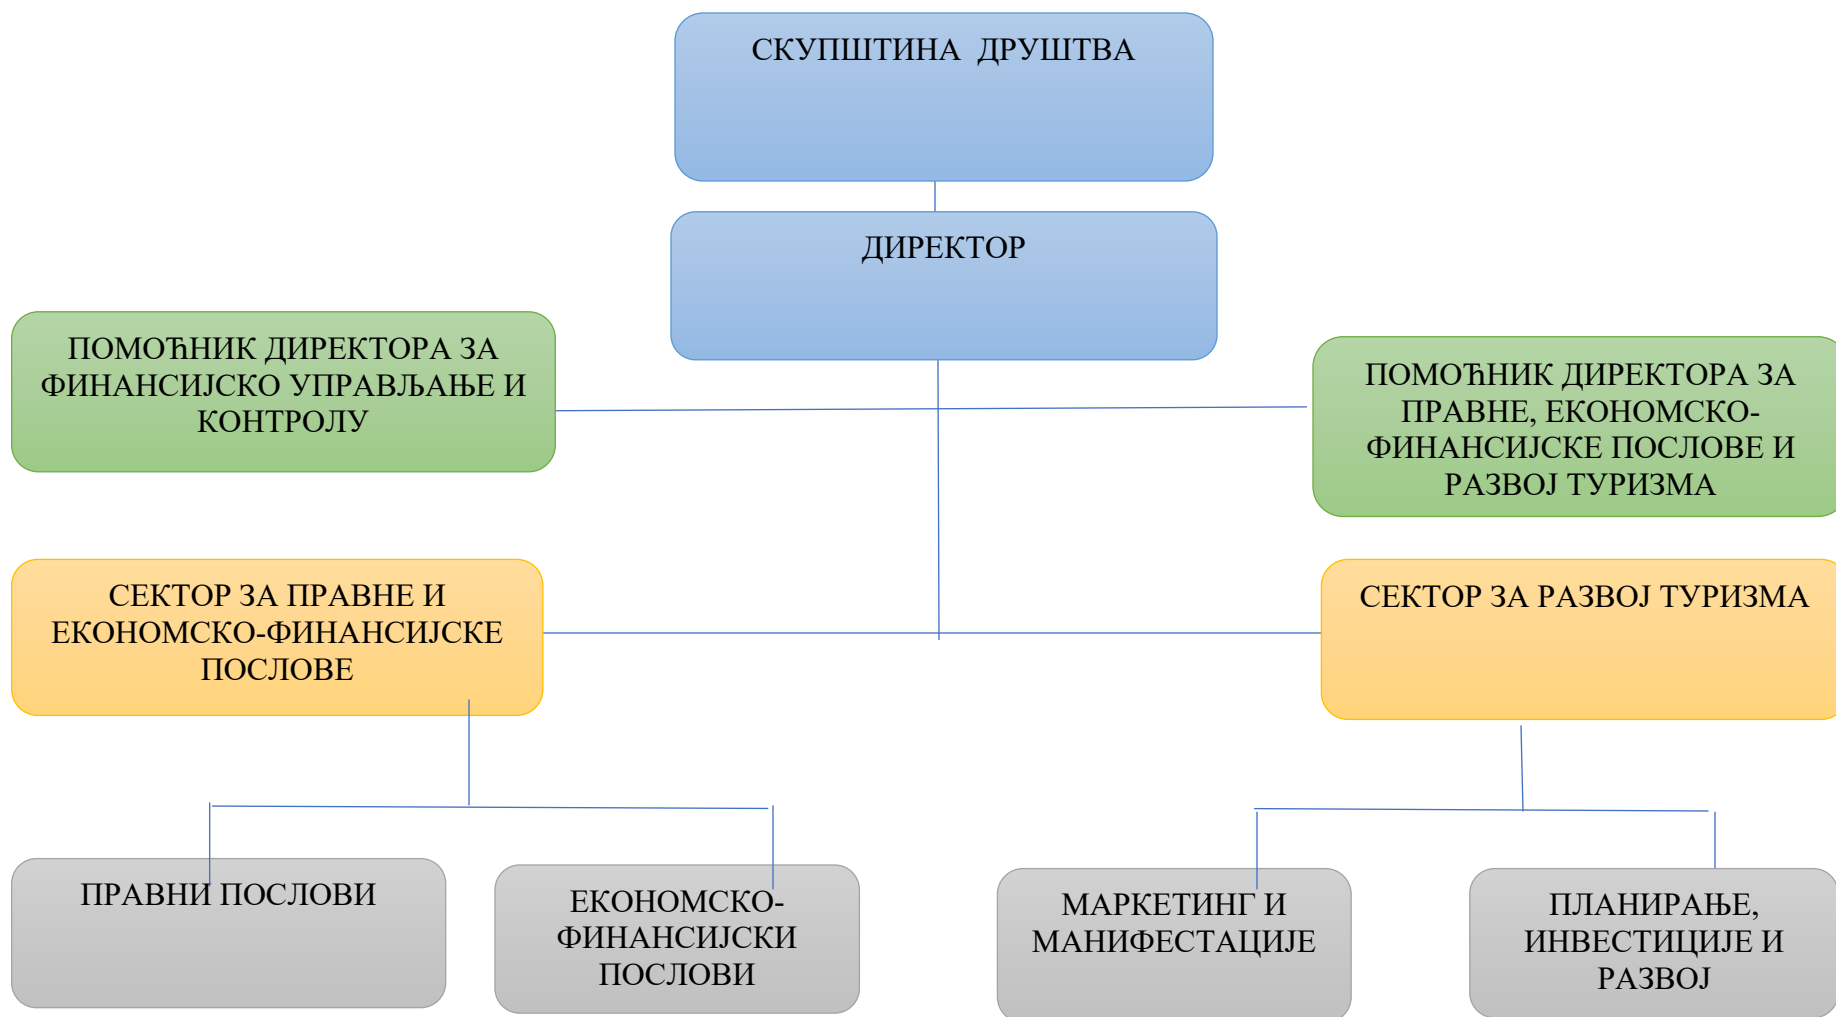 СКУПШТИНА ДРУШТВА
ДИРЕКТОР
ПОМОЋНИК ДИРЕКТОРА ЗА
ФИНАНСИЈСКО УПРАВЉАЊЕ И
КОНТРОЛУ
ПОМОЋНИК ДИРЕКТОРА ЗА
ПРАВНЕ, ЕКОНОМСКО-
ФИНАНСИЈСКЕ ПОСЛОВЕ И
РАЗВОЈ ТУРИЗМА
СЕКТОР ЗА ПРАВНЕ И
ЕКОНОМСКО-ФИНАНСИЈСКЕ
ПОСЛОВЕ
СЕКТОР ЗА РАЗВОЈ ТУРИЗМА
ПРАВНИ ПОСЛОВИ
ЕКОНОМСКО-
ФИНАНСИЈСКИ
ПОСЛОВИ
МАРКЕТИНГ И
МАНИФЕСТАЦИЈЕ
ПЛАНИРАЊЕ,
ИНВЕСТИЦИЈЕ И
РАЗВОЈ